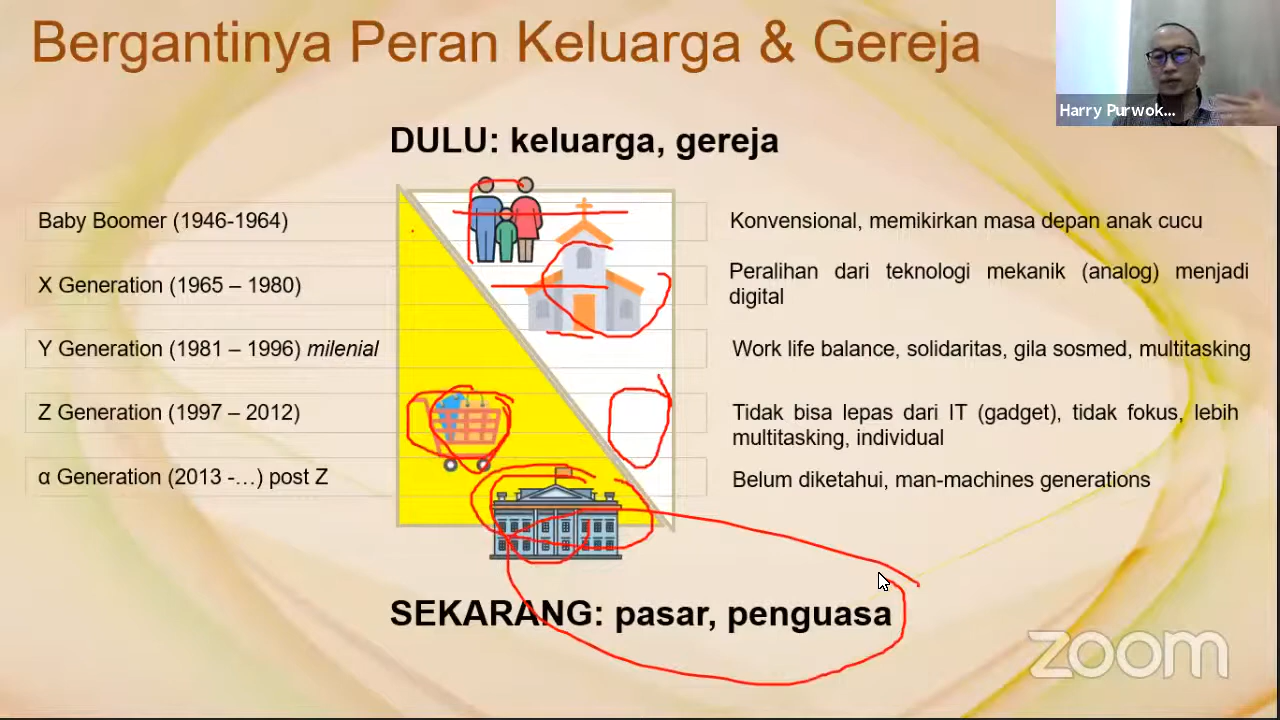 Bergantinya Peran Keluarga & Gereja
Harry Purwok...
DULU: keluarga, gereja
Baby Boomer (1946-1964)
Konvensional, memikirkan masa depan anak cucu
X Generation (1965 – 1980)
Peralihan dari teknologi mekanik (analog) menjadi
digital
Y Generation (1981 – 1996) milenial
Work life balance, solidaritas, gila sosmed, multitasking
Z Generation (1997 – 2012)
Tidak bisa lepas dari IT (gadget), tidak fokus, lebih
multitasking, individual
α Generation (2013 -…) post Z
Belum diketahui, man-machines generations
SEKARANG: pasar, penguasa
zoom